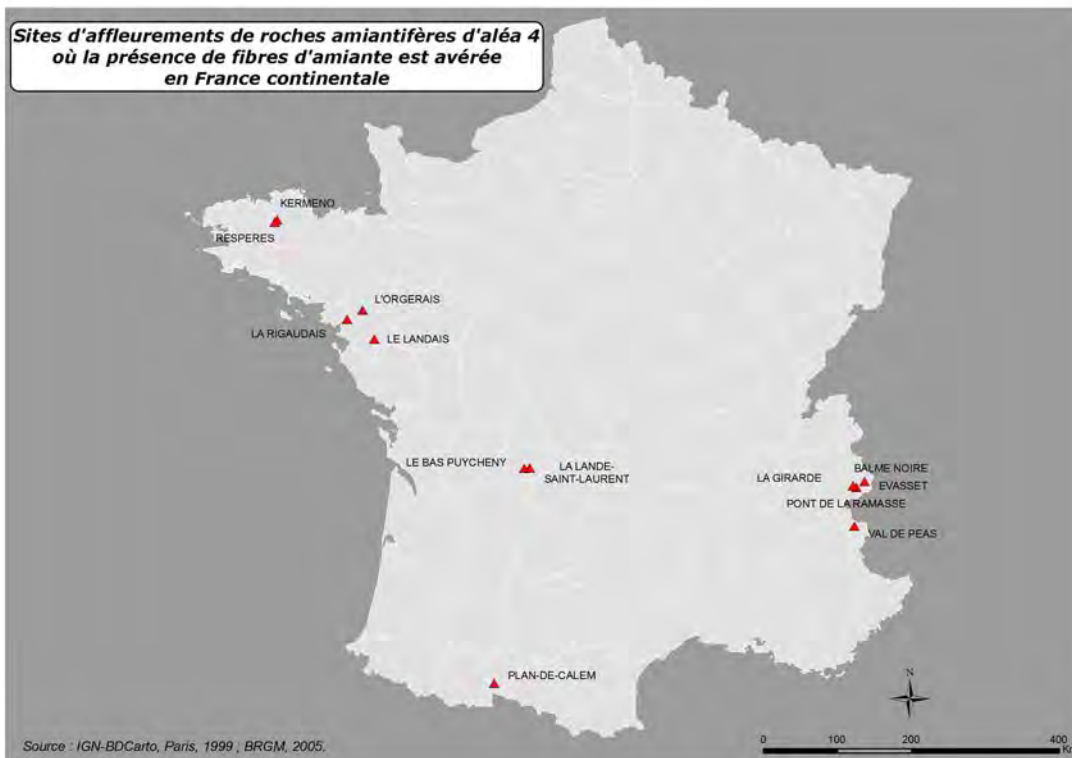 Sites d'affleurements de roches amiantifères d'aléa 4
où la présence de fibres d'amiante est avérée
en France continentale
KERMENO
RESPERES
L'ORGERAIS
LA RIGAUDAIS
LE LANDAIS
LE BAS PUYCHENY
LA LANDE-
SAINT-LAURENT
BALME NOIRE
LA GIRARDE
EVASSET
PONT DE LA RAMASSE
VAL DE PEAS
PLAN-DE-CALEM
N
Source : IGN-BDCarto, Paris, 1999 , BRGM, 2005.
0 100 200 400
Km